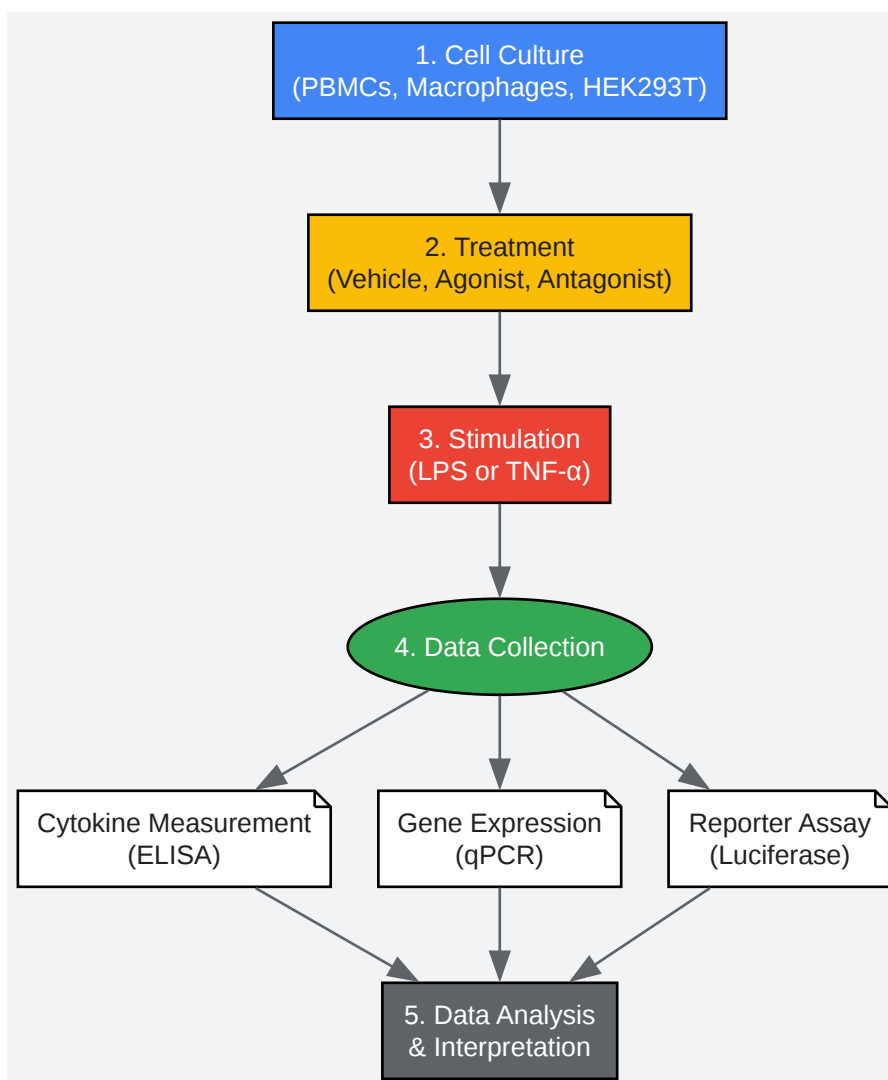 1. Cell Culture
(PBMCs, Macrophages, HEK293T)
2. Treatment
(Vehicle, Agonist, Antagonist)
3. Stimulation
(LPS or TNF-α)
4. Data Collection
Cytokine Measurement
(ELISA)
Gene Expression
(qPCR)
Reporter Assay
(Luciferase)
5. Data Analysis
& Interpretation